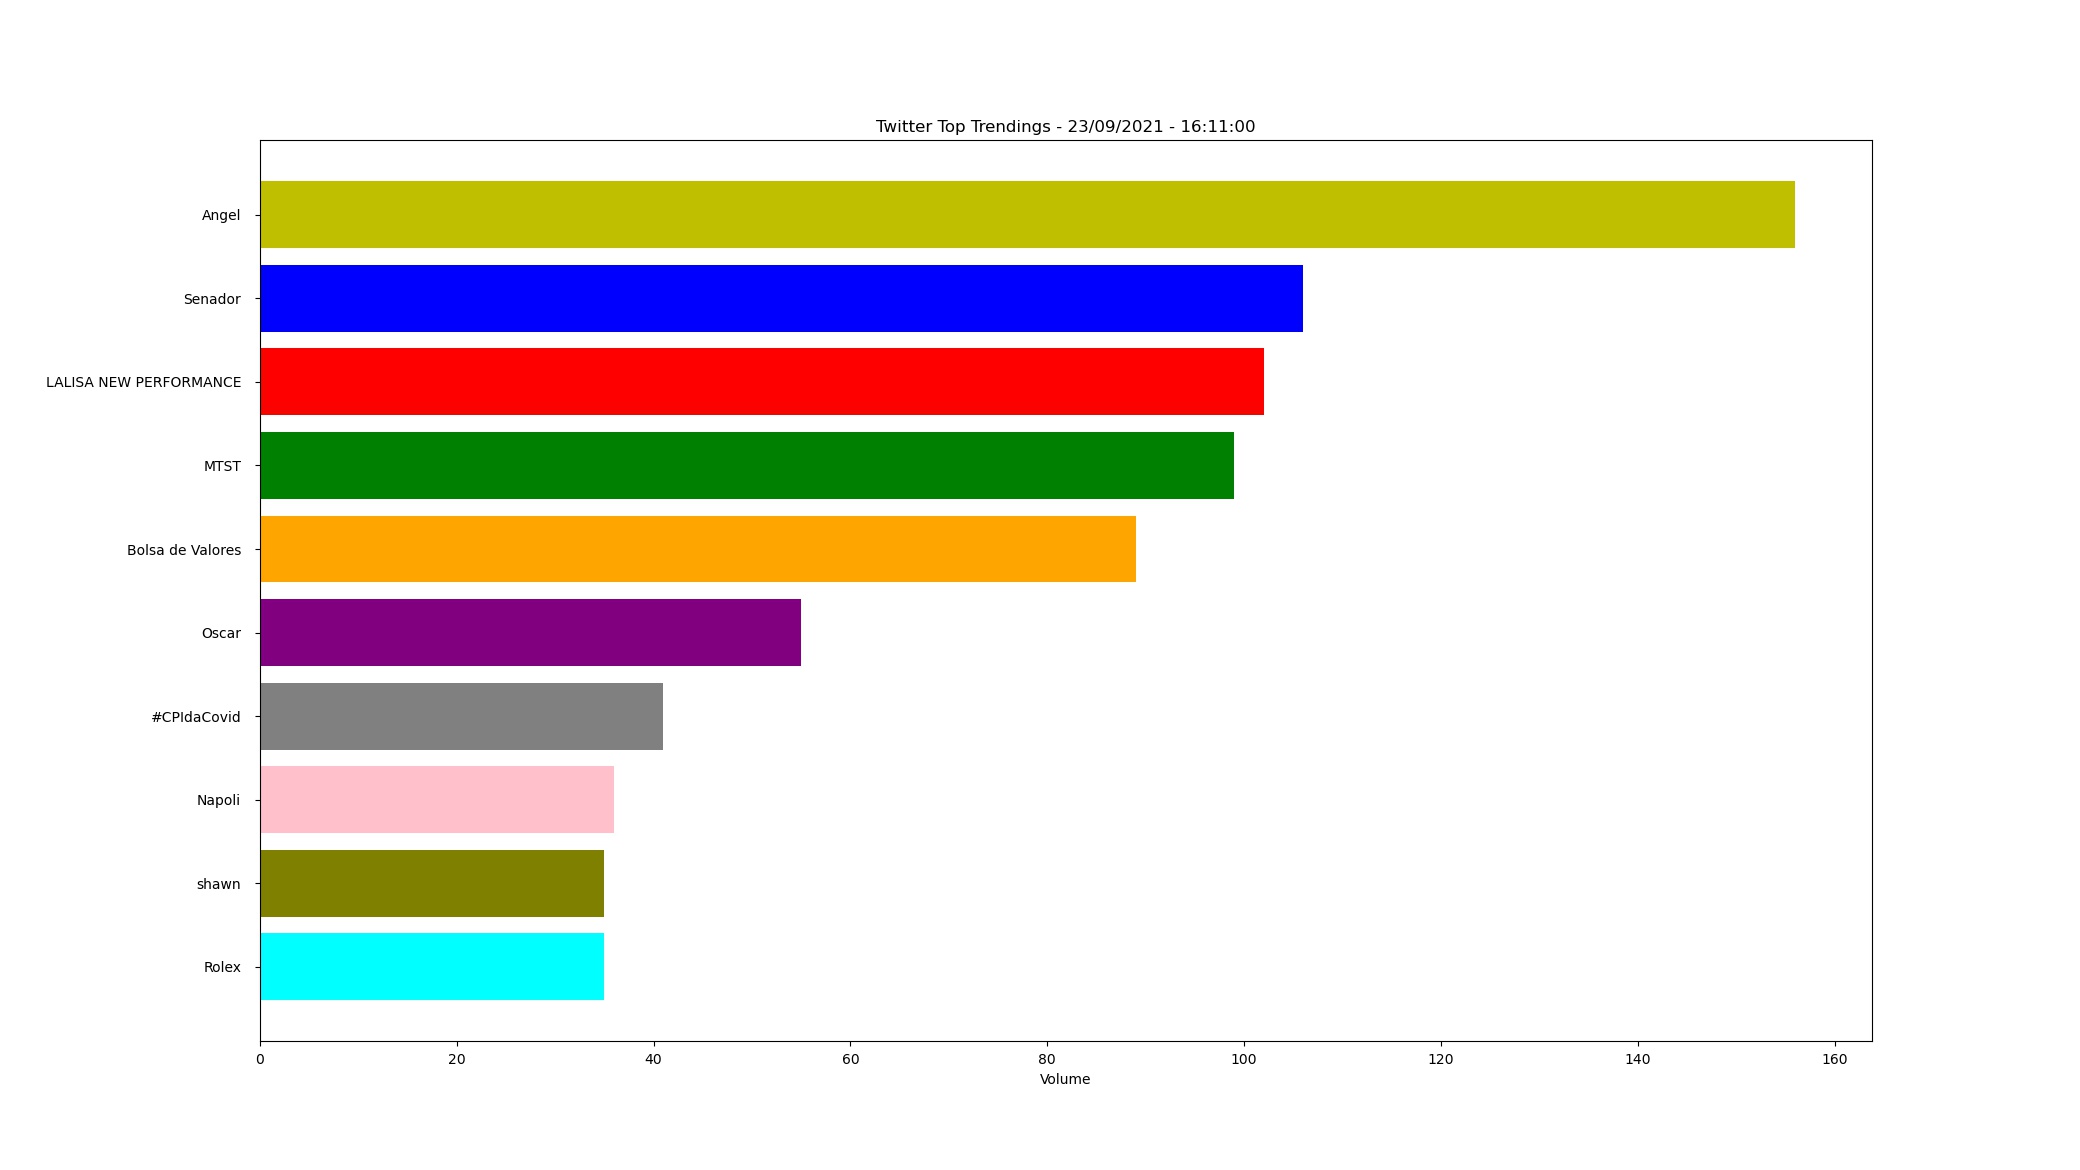 Twitter Top Trendings - 23/09/2021 - 16:11:00
Angel
Senador
LALISA NEW PERFORMANCE
MTST
Bolsa de Valores
Oscar
#CPIdaCovid
Napoli
shawn
Rolex
0 20 40 60 80 100 120 140 160
Volume